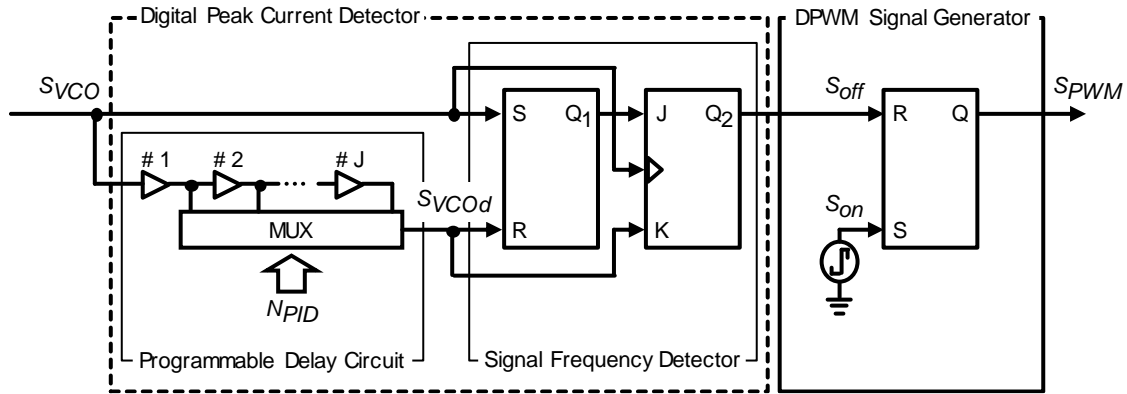 Digital Peak Current Detector
DPWM Signal Generator
S_VCO
S_off
S_PWM
S
Q1
J
Q2
R
Q
# 1
# 2
# J
S_VCOd
S_on
MUX
R
K
S
N_PID
Programmable Delay Circuit
Signal Frequency Detector